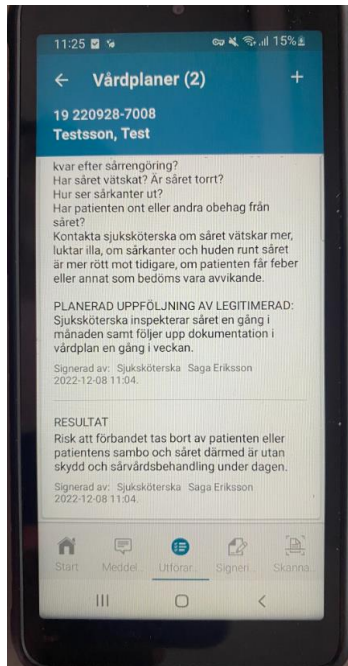 11:25
15%
Vårdplaner (2)
+
19 220928-7008
Testsson, Test
kvar efter sårrengöring?
Har såret vätskat? Är såret torrt?
Hur ser sårkanter ut?
Har patienten ont eller andra obehag från
såret?
Kontakta sjuksköterska om såret vätskar mer,
luktar illa, om sårkanter och huden runt såret
är mer rött mot tidigare, om patienten får feber
eller annat som bedöms vara avvikande.
PLANERAD UPPFÖLJNING AV LEGITIMERAD:
Sjuksköterska inspekterar såret en gång i
månaden samt följer upp dokumentation i
vårdplan en gång i veckan.
Signerad av: Sjuksköterska Saga Eriksson
2022-12-08 11:04.
RESULTAT
Risk att förbandet tas bort av patienten eller
patientens sambo och såret därmed är utan
skydd och sårvårdsbehandling under dagen.
Signerad av: Sjuksköterska Saga Eriksson
2022-12-08 11:04.
Start Meddel... Utförar... Signeri... Skanna...